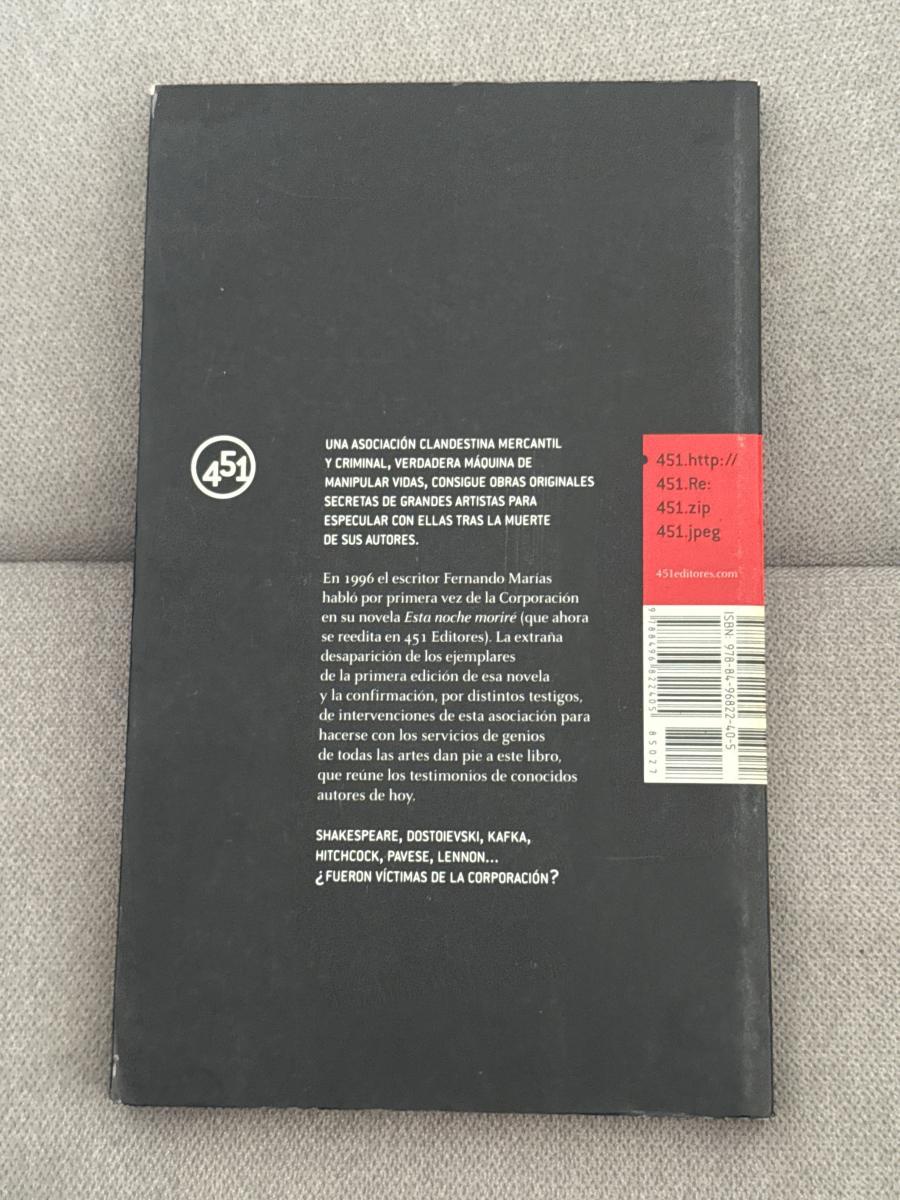 451
UNA ASOCIACIÓN CLANDESTINA MERCANTIL
Y CRIMINAL, VERDADERA MÁQUINA DE
MANIPULAR VIDAS, CONSIGUE OBRAS ORIGINALES
SECRETAS DE GRANDES ARTISTAS PARA
ESPECULAR CON ELLAS TRAS LA MUERTE
DE SUS AUTORES.
En 1996 el escritor Fernando Marías
habló por primera vez de la Corporación
en su novela Esta noche moriré (que ahora
se reedita en 451 Editores). La extraña
desaparición de los ejemplares
de la primera edición de esa novela
y la confirmación, por distintos testigos,
de intervenciones de esta asociación para
hacerse con los servicios de genios
de todas las artes dan pie a este libro,
que reúne los testimonios de conocidos
autores de hoy.
SHAKESPEARE, DOSTOIEVSKI, KAFKA,
HITCHCOCK, PAVESE, LENNON...
¿FUERON VÍCTIMAS DE LA CORPORACIÓN?
451.http://
451.Re:
451.zip
451.jpeg
451editores.com
ISBN: 978-84-96822-40-5
9 788496 822405
85027